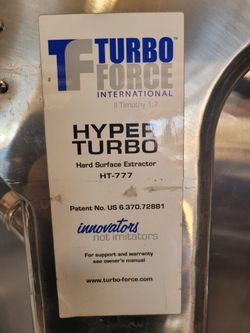 TF TURBO
FORCE™
INTERNATIONAL
II Timothy 1:7
HYPER
TURBO
Hard Surface Extractor
HT-777
Patent No. US 6.370.728B1
innovators
not imitators
For support and warranty
see owner's manual
www.turbo-force.com